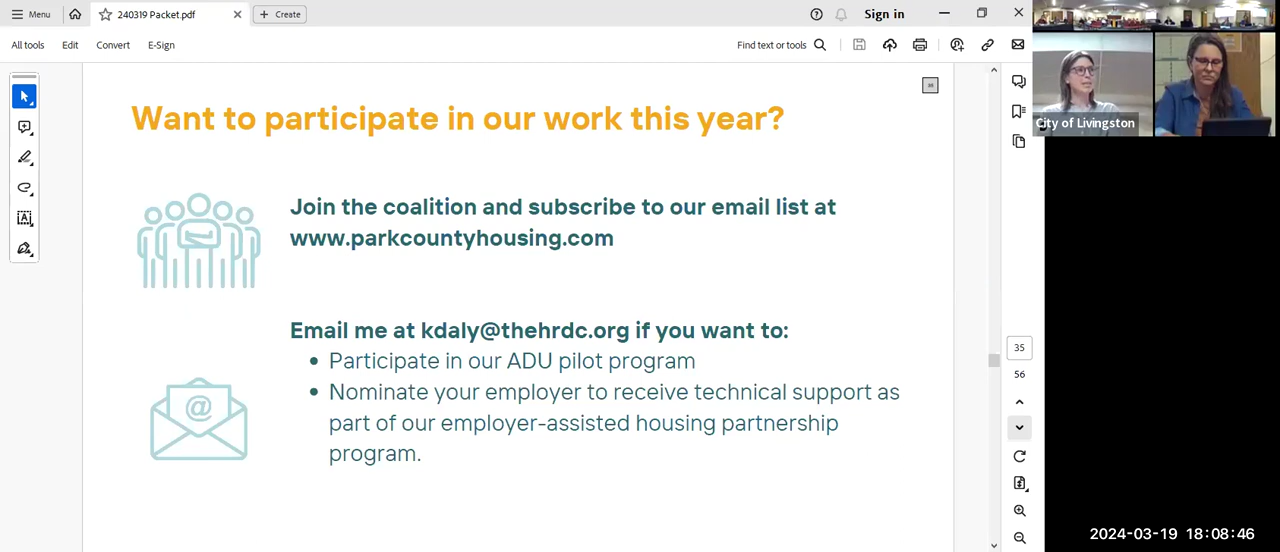 Menu
240319 Packet.pdf
Create
Sign in
All tools
Edit
Convert
E-Sign
Find text or tools
Want to participate in our work this year?
Join the coalition and subscribe to our email list at
www.parkcountyhousing.com
Email me at kdaly@thehrdc.org if you want to:
• Participate in our ADU pilot program
• Nominate your employer to receive technical support as
part of our employer-assisted housing partnership
program.
@
City of Livingston
35
56
2024-03-19 18:08:46